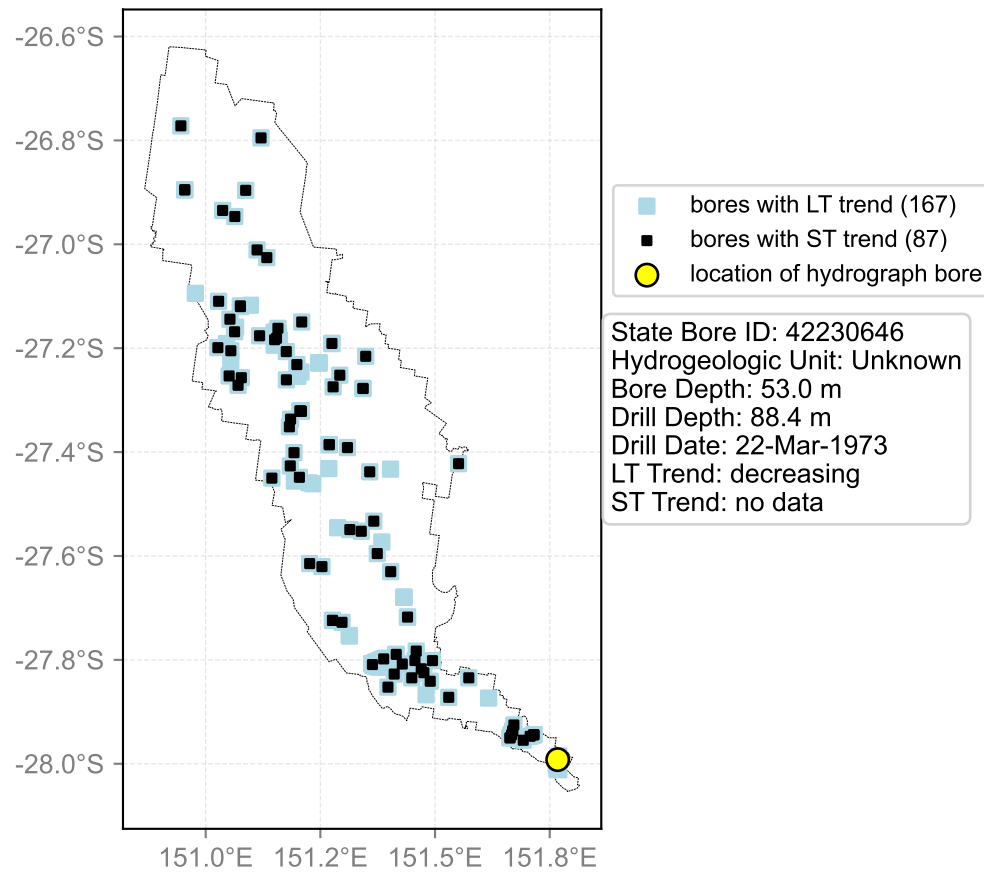 -26.6°S
-26.8°S
-27.0°S
-27.2°S
-27.4°S
-27.6°S
-27.8°S
-28.0°S
151.0°E 151.2°E 151.5°E 151.8°E
bores with LT trend (167)
bores with ST trend (87)
location of hydrograph bore
State Bore ID: 42230646
Hydrogeologic Unit: Unknown
Bore Depth: 53.0 m
Drill Depth: 88.4 m
Drill Date: 22-Mar-1973
LT Trend: decreasing
ST Trend: no data